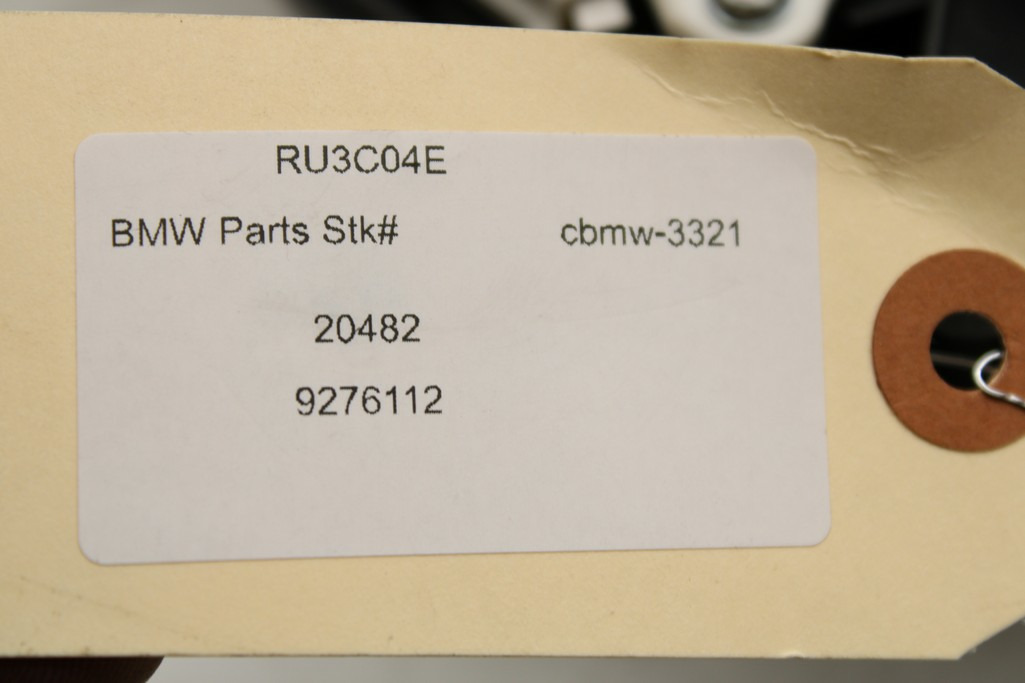 RU3C04E
BMW Parts Stk# cbmw-3321
20482
9276112